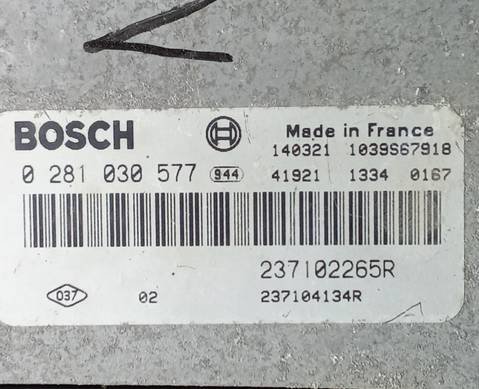 BOSCH
Made in France
140321 1039S67918
0 281 030 577 944 41921 1334 0167
237102265R
037 02 237104134R